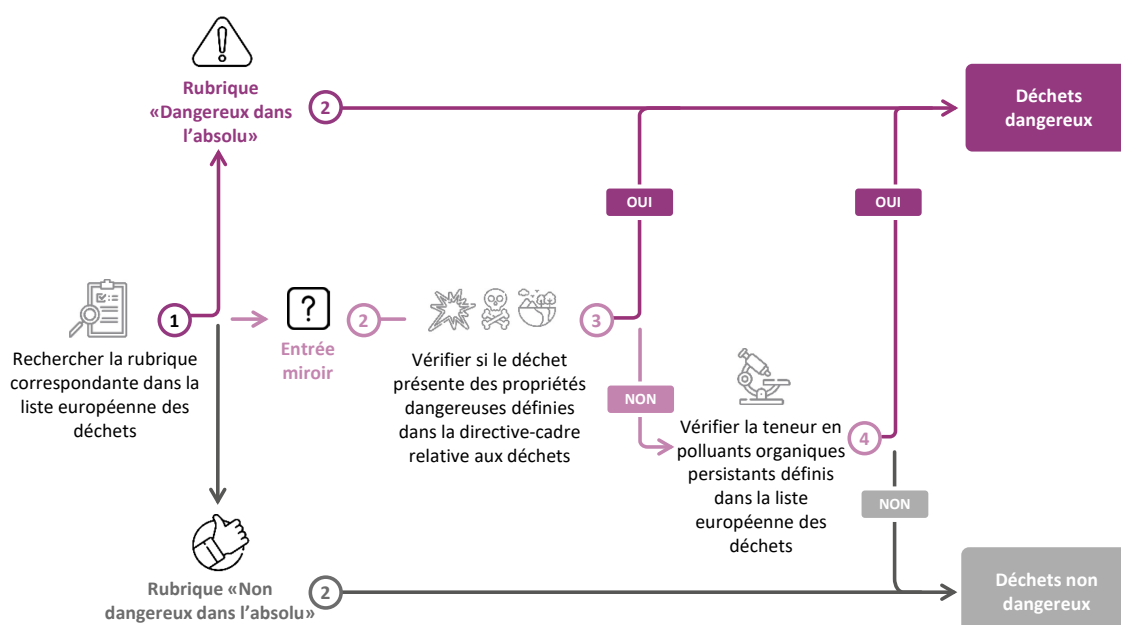 Rubrique
«Dangereux dans
l’absolu»
2
Déchets
dangereux
OUI
OUI
1
Rechercher la rubrique
correspondante dans la
liste européenne des
déchets
?
Entrée
miroir
2
3
Vérifier si le déchet
présente des propriétés
dangereuses définies
dans la directive-cadre
relative aux déchets
NON
Vérifier la teneur en
polluants organiques
persistants définis
dans la liste
européenne des
déchets
4
NON
Rubrique «Non
dangereux dans l’absolu»
2
Déchets non
dangereux